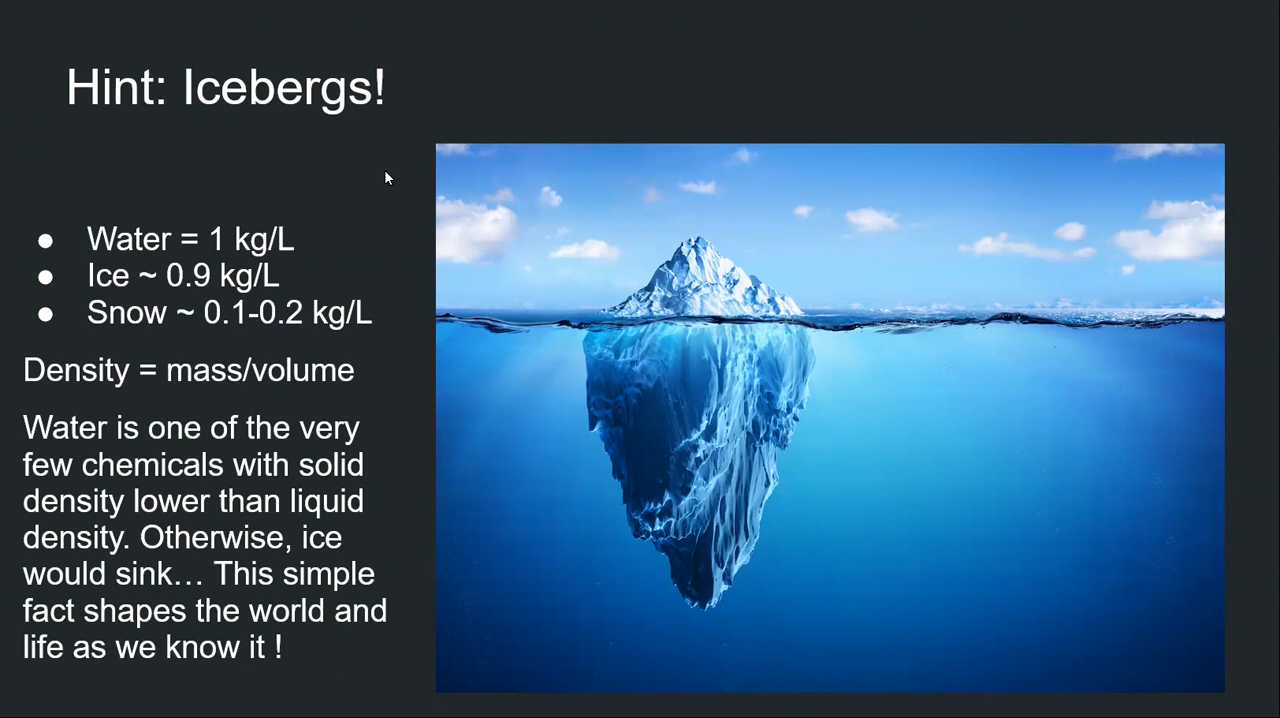 Hint: Icebergs!
● Water = 1 kg/L
● Ice ~ 0.9 kg/L
● Snow ~ 0.1-0.2 kg/L
Density = mass/volume
Water is one of the very
few chemicals with solid
density lower than liquid
density. Otherwise, ice
would sink… This simple
fact shapes the world and
life as we know it !